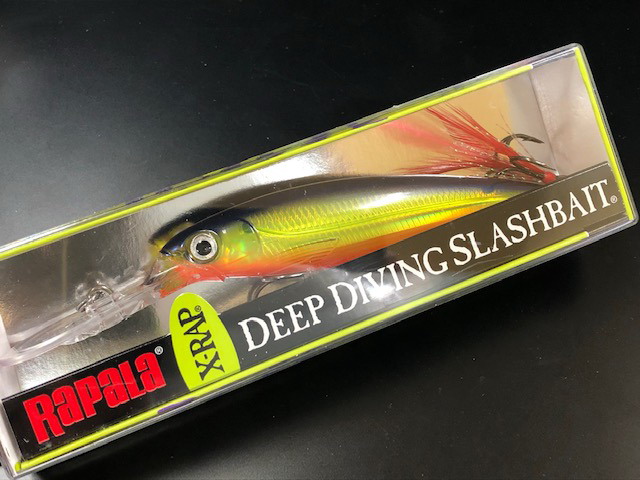 Rapala®
X-RAP®
DEEP DIVING SLASHBAIT®